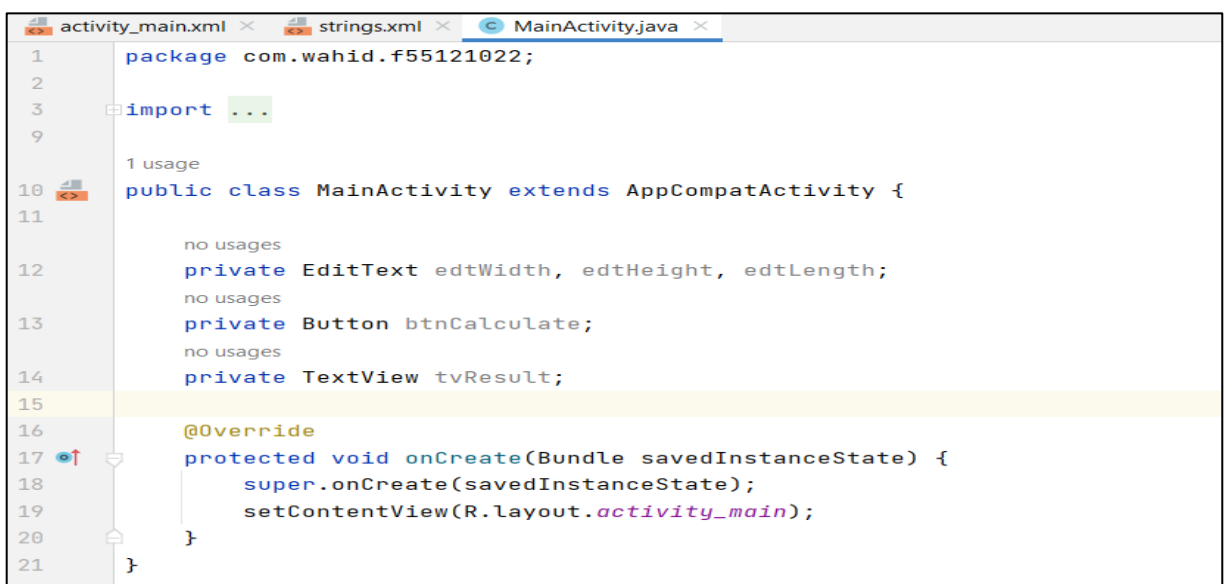 activity_main.xml strings.xml MainActivity.java
1 package com.wahid.f55121022;
2
3 import ...
9
1 usage
10 public class MainActivity extends AppCompatActivity {
11
no usages
12 private EditText edtWidth, edtHeight, edtLength;
no usages
13 private Button btnCalculate;
no usages
14 private TextView tvResult;
15
16 @Override
17 protected void onCreate(Bundle savedInstanceState) {
18 super.onCreate(savedInstanceState);
19 setContentView(R.layout.activity_main);
20 }
21 }